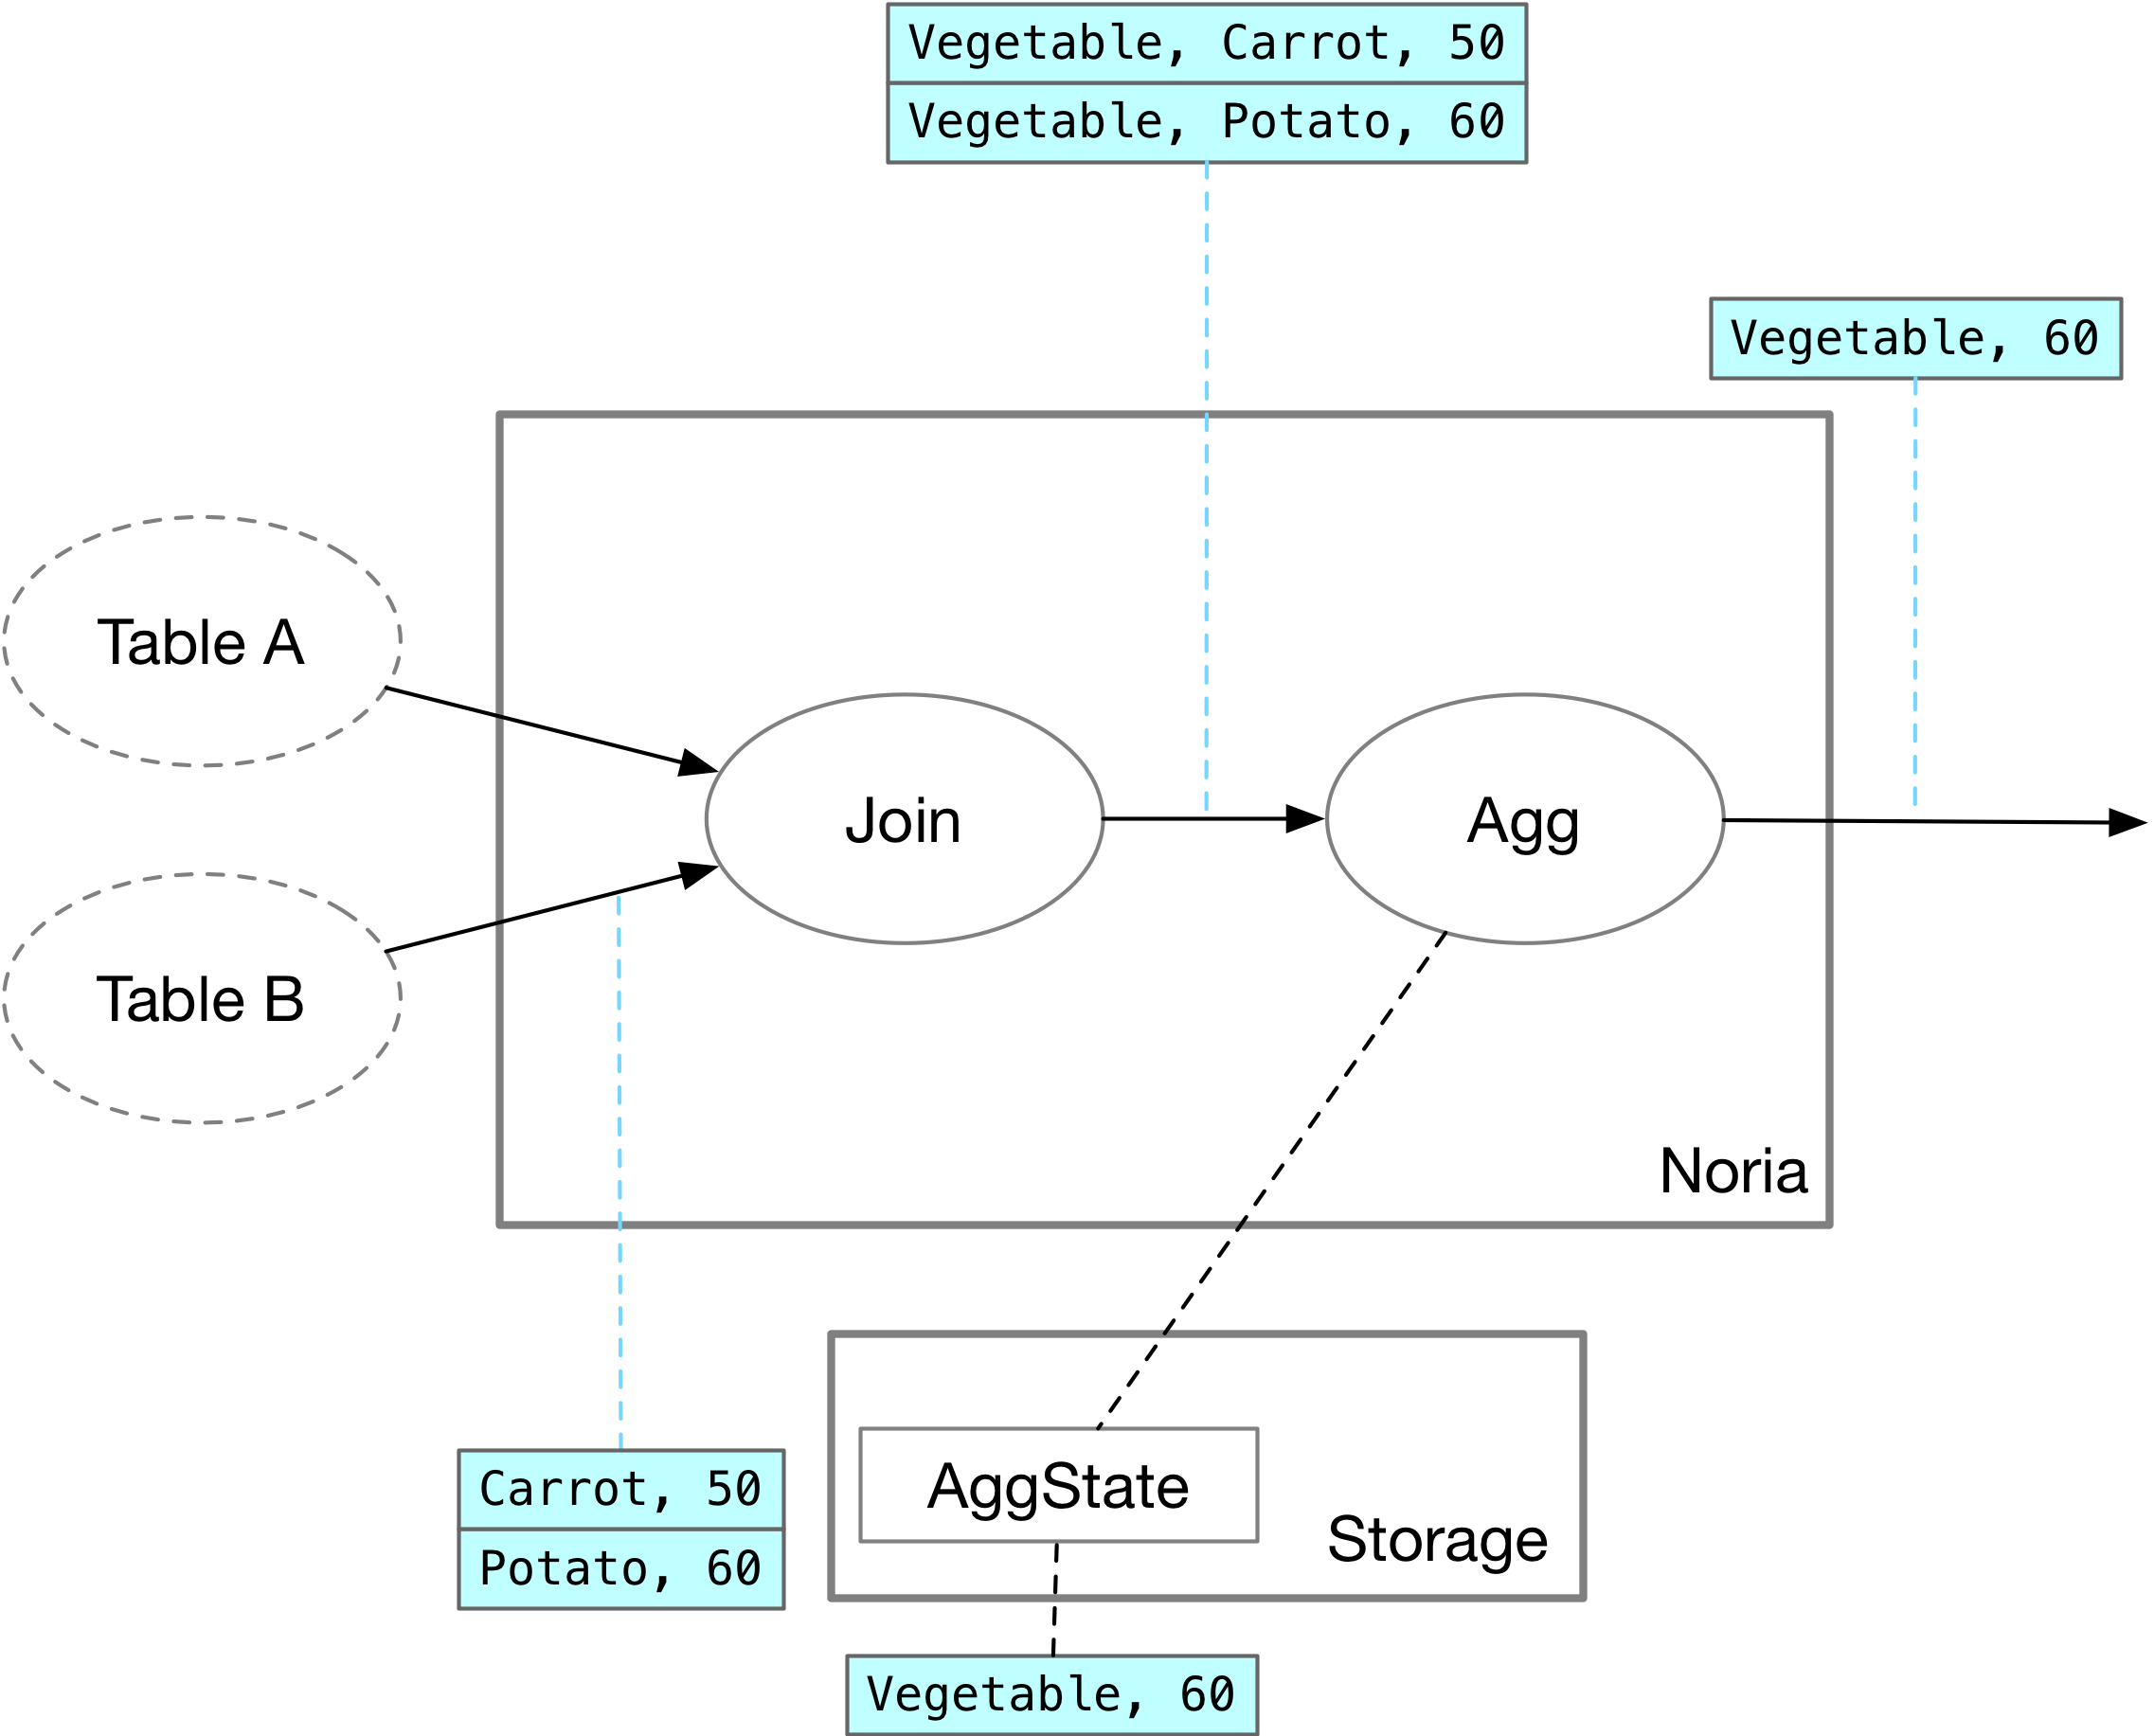 Vegetable, Carrot, 50
Vegetable, Potato, 60
Vegetable, 60
Table A
Join
Agg
Table B
Noria
Carrot, 50
Potato, 60
AggState
Storage
Vegetable, 60